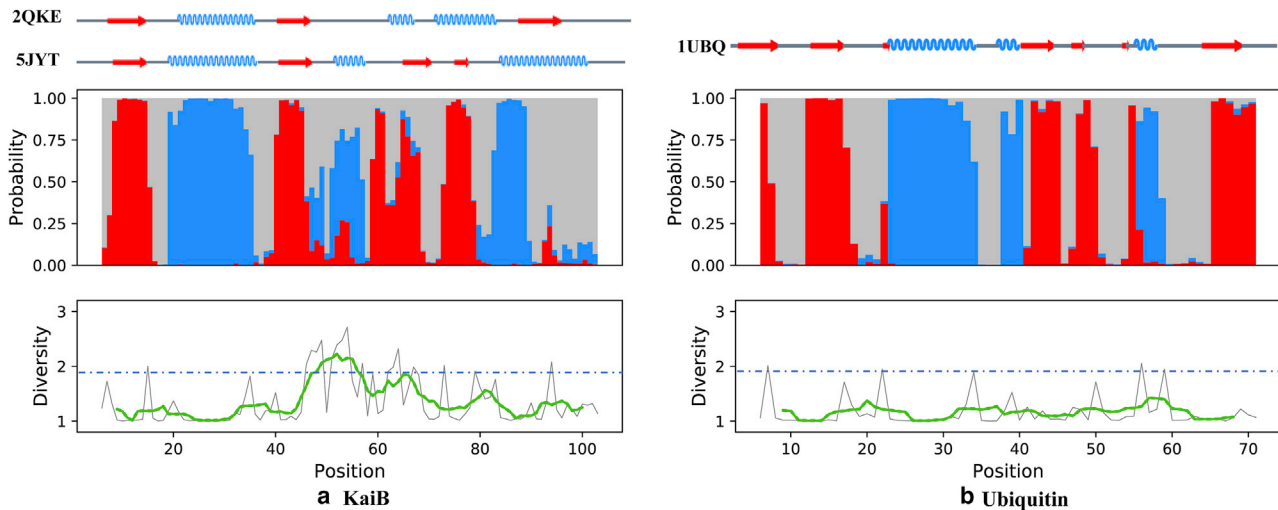 2QKE
5JYT
1.00
0.75
0.50
0.25
0.00
Probability
3
2
1
Diversity
20 40 60 80 100
Position
a KaiB
1UBQ
1.00
0.75
0.50
0.25
0.00
Probability
3
2
1
Diversity
10 20 30 40 50 60 70
Position
b Ubiquitin